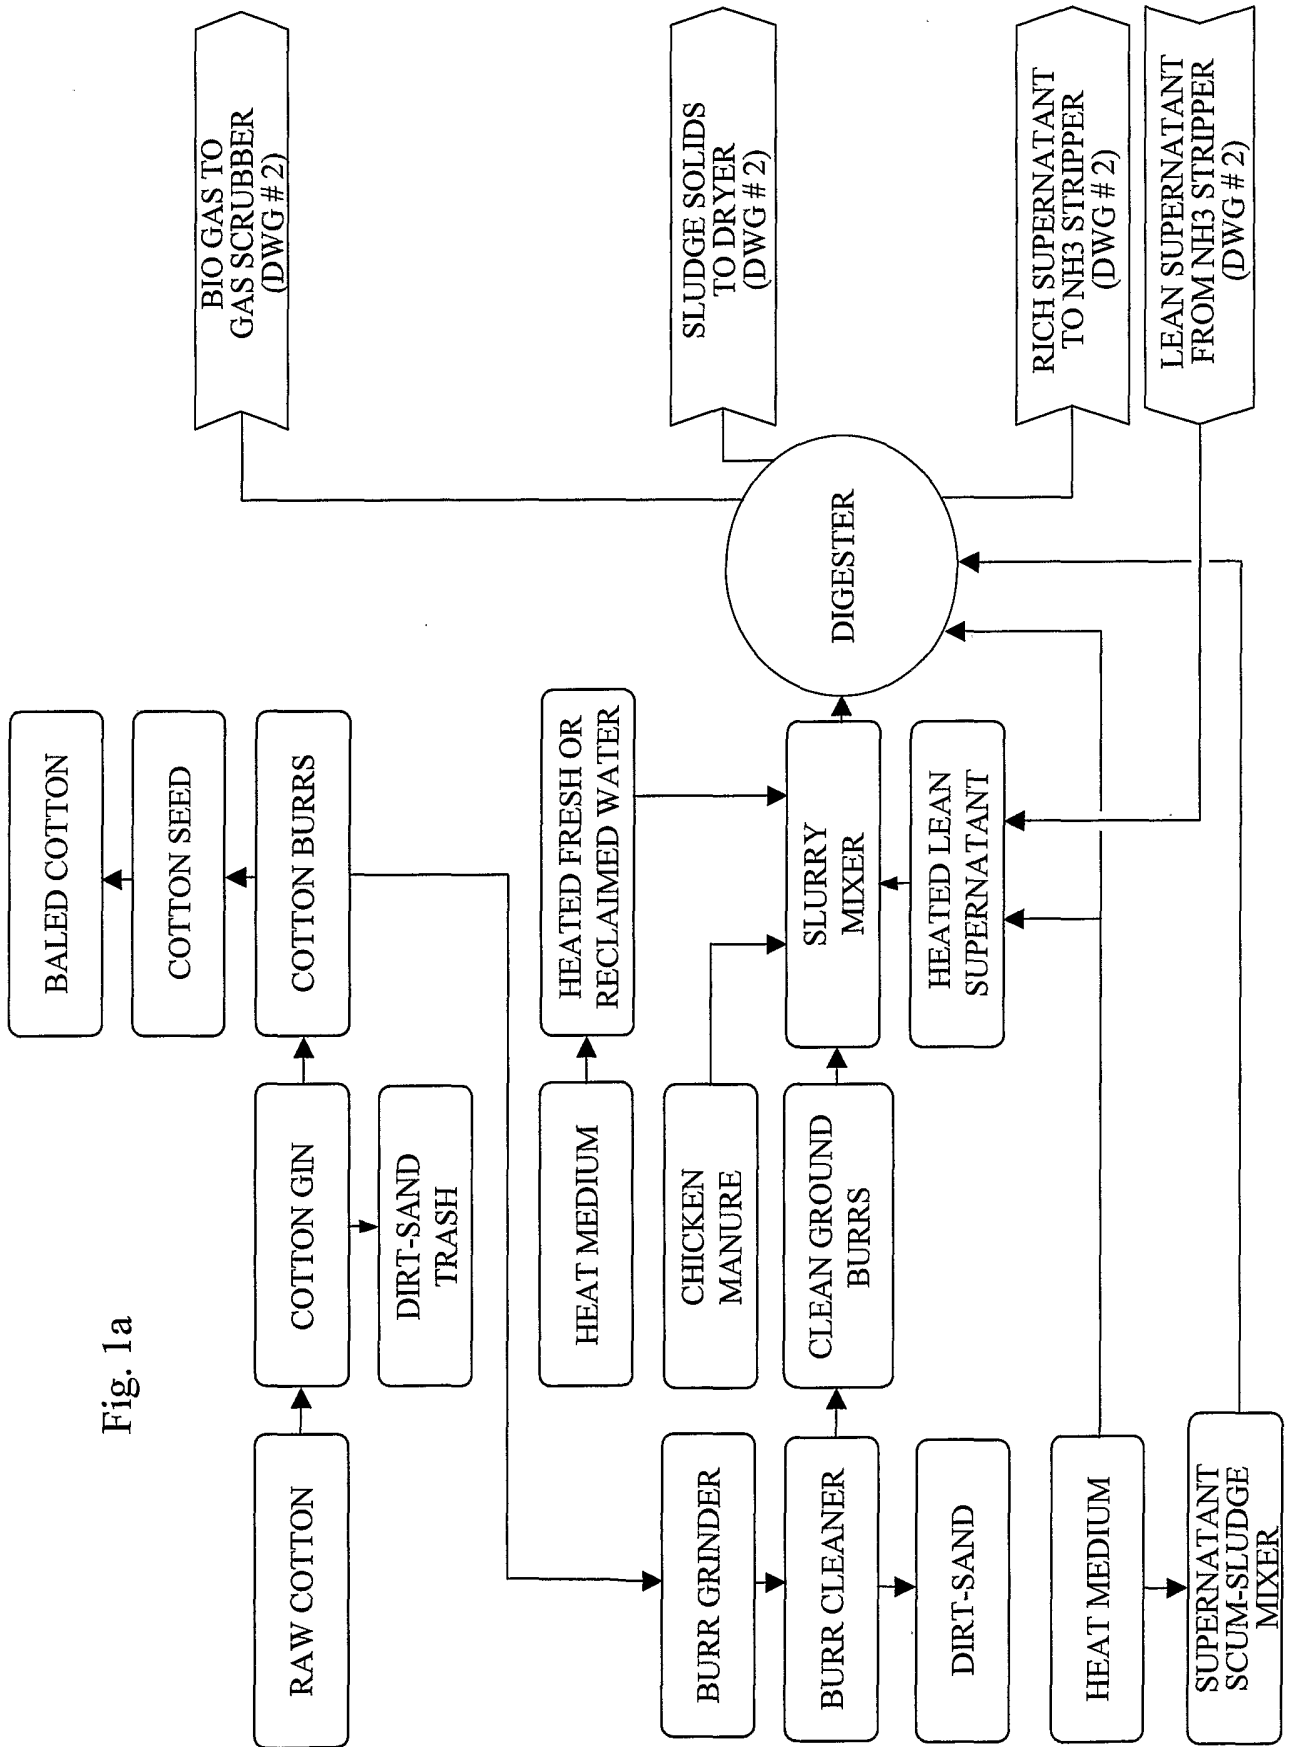 Fig. 1a
BALED COTTON
COTTON SEED
RAW COTTON
COTTON GIN
COTTON BURRS
DIRT-SAND
TRASH
BIO GAS TO
GAS SCRUBBER
(DWG # 2)
HEAT MEDIUM
HEATED FRESH OR
RECLAIMED WATER
CHICKEN
MANURE
BURR GRINDER
BURR CLEANER
CLEAN GROUND
BURRS
SLURRY
MIXER
DIGESTER
SLUDGE SOLIDS
TO DRYER
(DWG # 2)
DIRT-SAND
HEATED LEAN
SUPERNATANT
HEAT MEDIUM
RICH SUPERNATANT
TO NH3 STRIPPER
(DWG # 2)
SUPERNATANT
SCUM-SLUDGE
MIXER
LEAN SUPERNATANT
FROM NH3 STRIPPER
(DWG # 2)